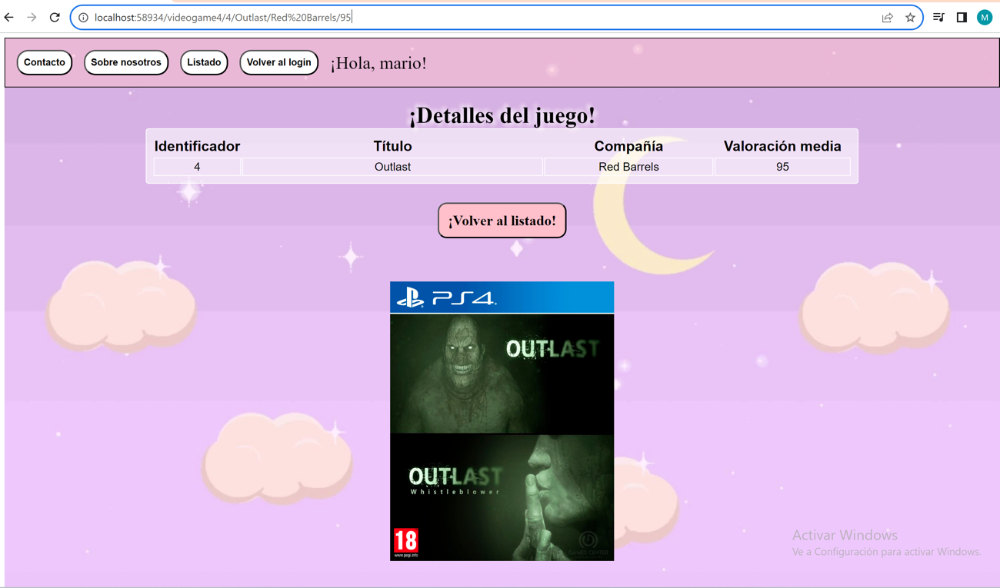 localhost:58934/videogame4/4/Outlast/Red%20Barrels/95
M
Contacto Sobre nosotros Listado Volver al login ¡Hola, mario!
¡Detalles del juego!
Identificador Título Compañía Valoración media
4 Outlast Red Barrels 95
¡Volver al listado!
PS4
OUTLAST
OUTLAST
Whistleblower
18
www.pegi.info
GAMES CENTER
Activar Windows
Ve a Configuración para activar Windows.